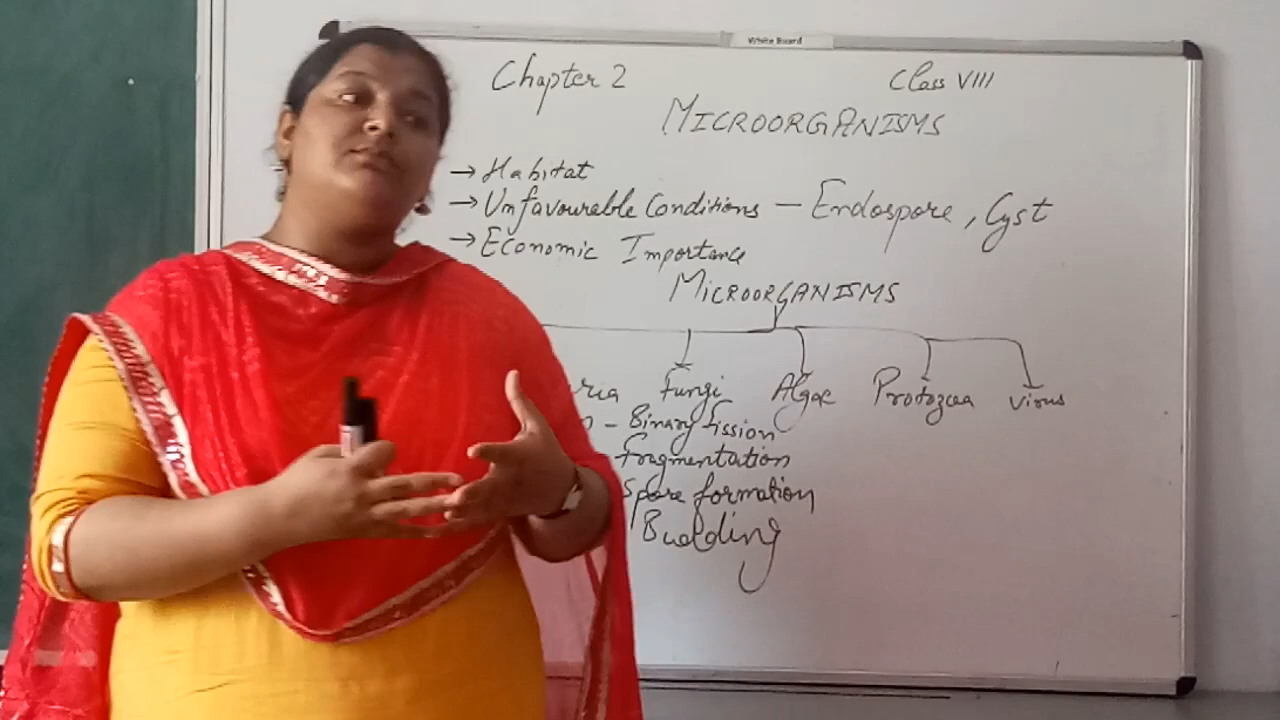 White Board
Chapter 2 Class VIII
MICROORGANISMS
→ Habitat
→ Unfavourable Conditions - Endospore, Cyst
→ Economic Importance
MICROORGANISMS
ria Fungi Algae Protozoa Virus
- Binary fission
- fragmentation
Spore formation
Budding